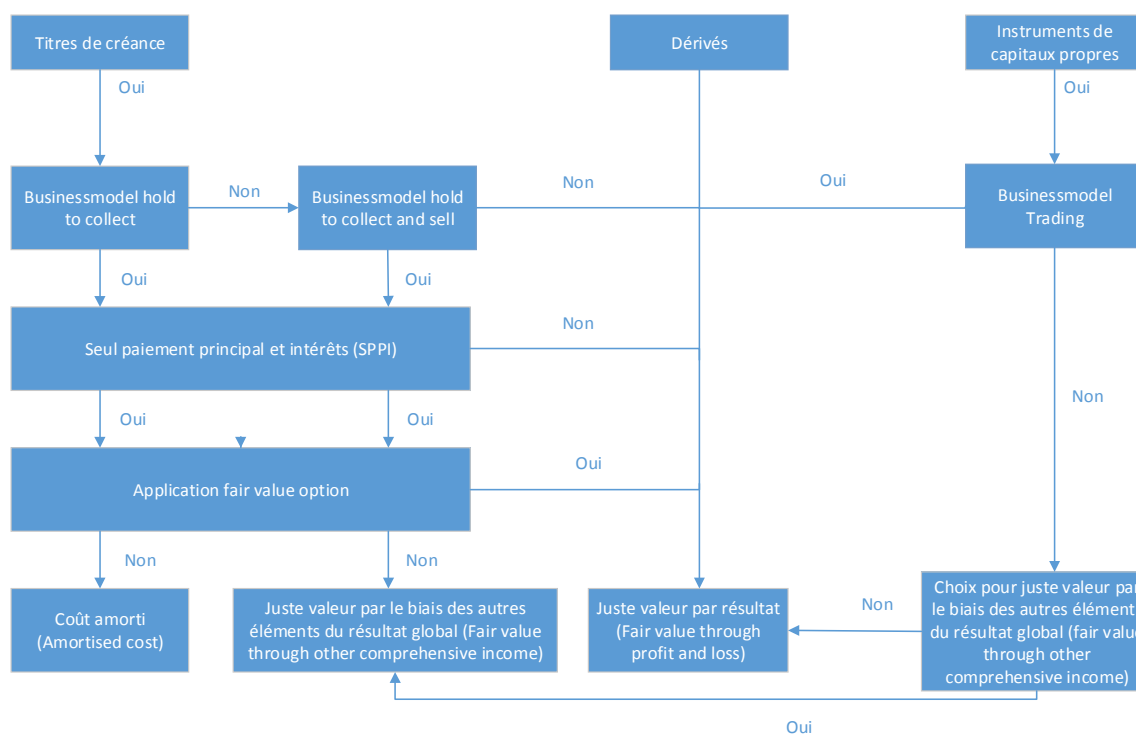 Titres de créance
Dérivés
Instruments de
capitaux propres
Oui
Oui
Businessmodel hold
to collect
Non
Businessmodel hold
to collect and sell
Non
Oui
Businessmodel
Trading
Oui
Oui
Seul paiement principal et intérêts (SPPI)
Non
Non
Oui
Oui
Application fair value option
Oui
Non
Non
Coût amorti
(Amortised cost)
Juste valeur par le biais des autres
éléments du résultat global (Fair value
through other comprehensive income)
Juste valeur par résultat
(Fair value through
profit and loss)
Non
Choix pour juste valeur par
le biais des autres élément
du résultat global (fair value
through other
comprehensive income)
Oui